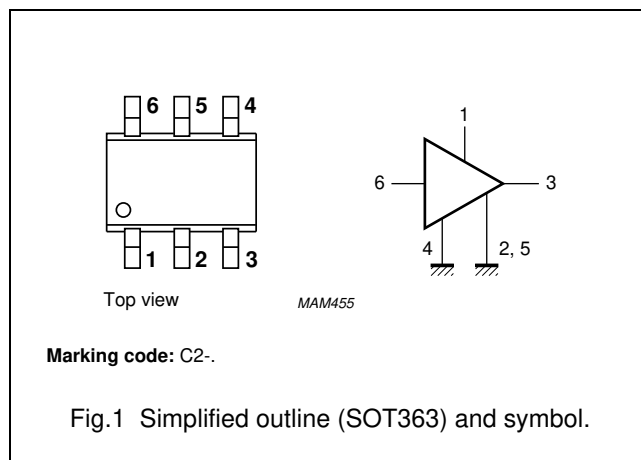 6 5 4
1
6 3
4 2, 5
1 2 3
Top view MAM455
Marking code: C2-.
Fig.1 Simplified outline (SOT363) and symbol.